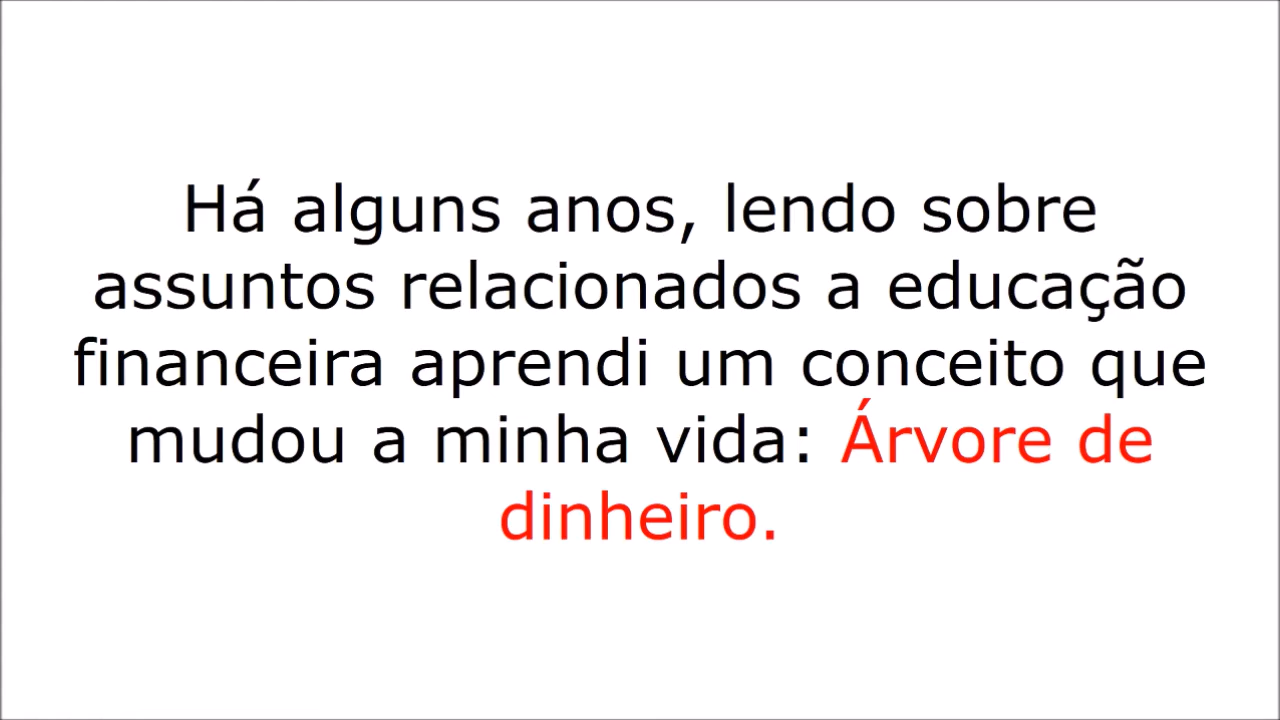 Há alguns anos, lendo sobre
assuntos relacionados a educação
financeira aprendi um conceito que
mudou a minha vida: Árvore de
dinheiro.